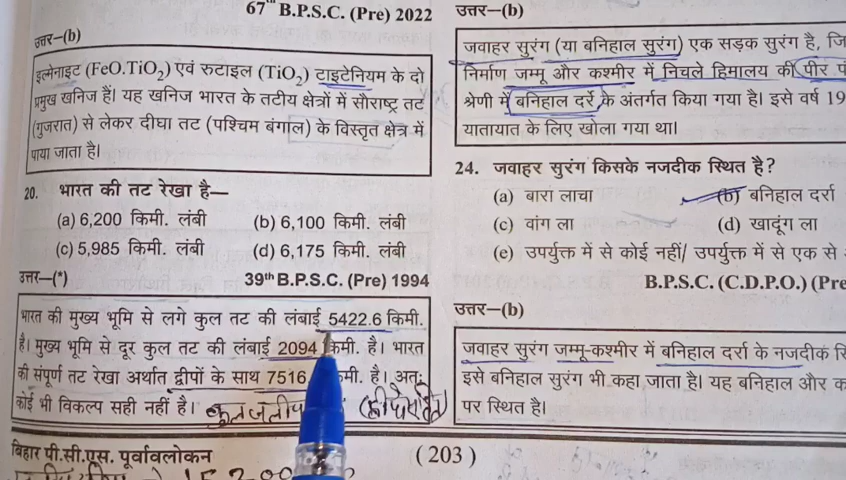 67th B.P.S.C. (Pre) 2022
उत्तर–(b)
इल्मेनाइट (FeO.TiO2) एवं रुटाइल (TiO2) टाइटेनियम के दो
प्रमुख खनिज हैं। यह खनिज भारत के तटीय क्षेत्रों में सौराष्ट्र तट
(गुजरात) से लेकर दीघा तट (पश्चिम बंगाल) के विस्तृत क्षेत्र में
पाया जाता है।
20. भारत की तट रेखा है—
(a) 6,200 किमी. लंबी (b) 6,100 किमी. लंबी
(c) 5,985 किमी. लंबी (d) 6,175 किमी. लंबी
उत्तर–(*) 39th B.P.S.C. (Pre) 1994
भारत की मुख्य भूमि से लगे कुल तट की लंबाई 5422.6 किमी.
है। मुख्य भूमि से दूर कुल तट की लंबाई 2094 किमी. है। भारत
की संपूर्ण तट रेखा अर्थात द्वीपों के साथ 7516 किमी. है। अतः
कोई भी विकल्प सही नहीं है।
बिहार पी.सी.एस. पूर्वावलोकन
उत्तर–(b)
जवाहर सुरंग (या बनिहाल सुरंग) एक सड़क सुरंग है, जि
निर्माण जम्मू और कश्मीर में निचले हिमालय की पीर पं
श्रेणी में बनिहाल दर्रे के अंतर्गत किया गया है। इसे वर्ष 19
यातायात के लिए खोला गया था।
24. जवाहर सुरंग किसके नजदीक स्थित है?
(a) बारा लाचा (b) बनिहाल दर्रा
(c) वांग ला (d) खादूंग ला
(e) उपर्युक्त में से कोई नहीं/ उपर्युक्त में से एक से
B.P.S.C. (C.D.P.O.) (Pre
उत्तर–(b)
जवाहर सुरंग जम्मू-कश्मीर में बनिहाल दर्रा के नजदीक
इसे बनिहाल सुरंग भी कहा जाता है। यह बनिहाल और क
पर स्थित है।
(203)